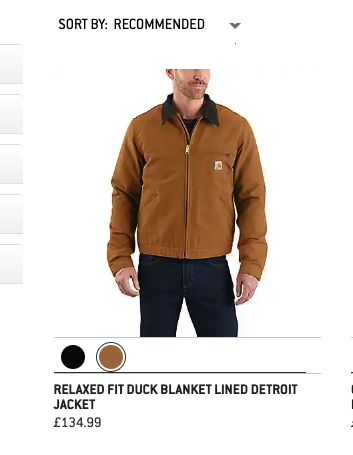 SORT BY: RECOMMENDED
RELAXED FIT DUCK BLANKET LINED DETROIT
JACKET
£134.99